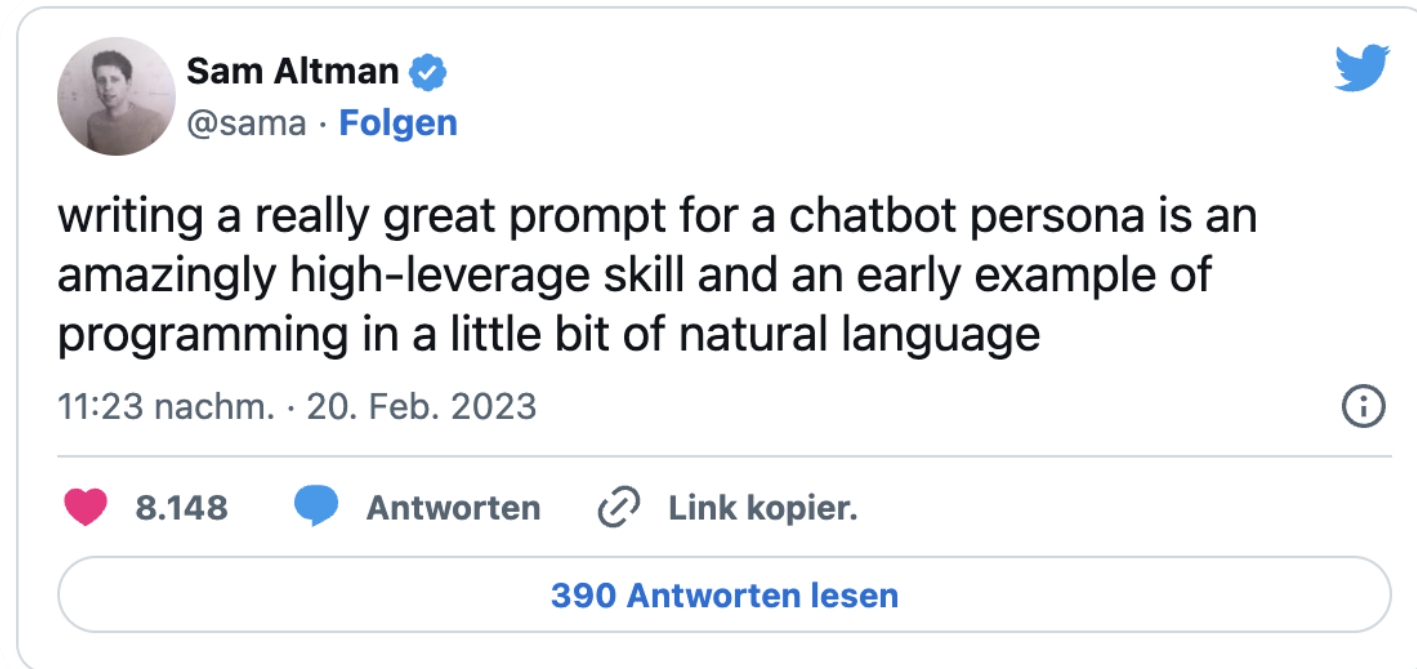 Sam Altman
@sama · Folgen
writing a really great prompt for a chatbot persona is an
amazingly high-leverage skill and an early example of
programming in a little bit of natural language
11:23 nachm. · 20. Feb. 2023
8.148 Antworten Link kopier.
390 Antworten lesen